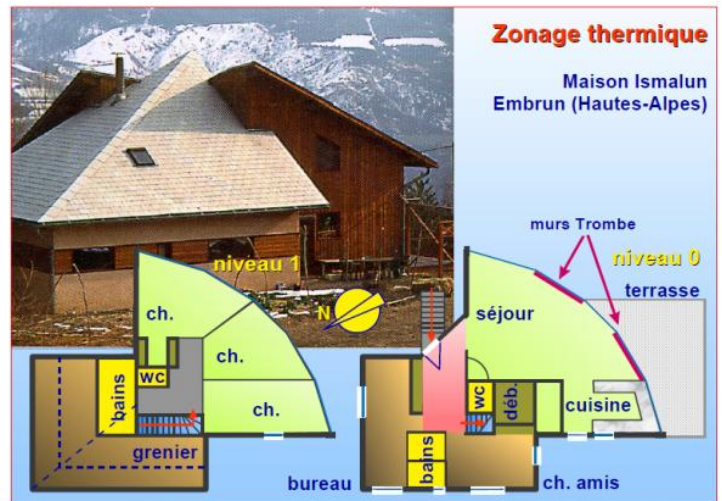 Zonage thermique
Maison Ismalun
Embrun (Hautes-Alpes)
murs Trombe
niveau 1
niveau 0
terrasse
N
ch.
séjour
ch.
wc
bains
ch.
wc
déb.
cuisine
grenier
bains
bureau
ch. amis